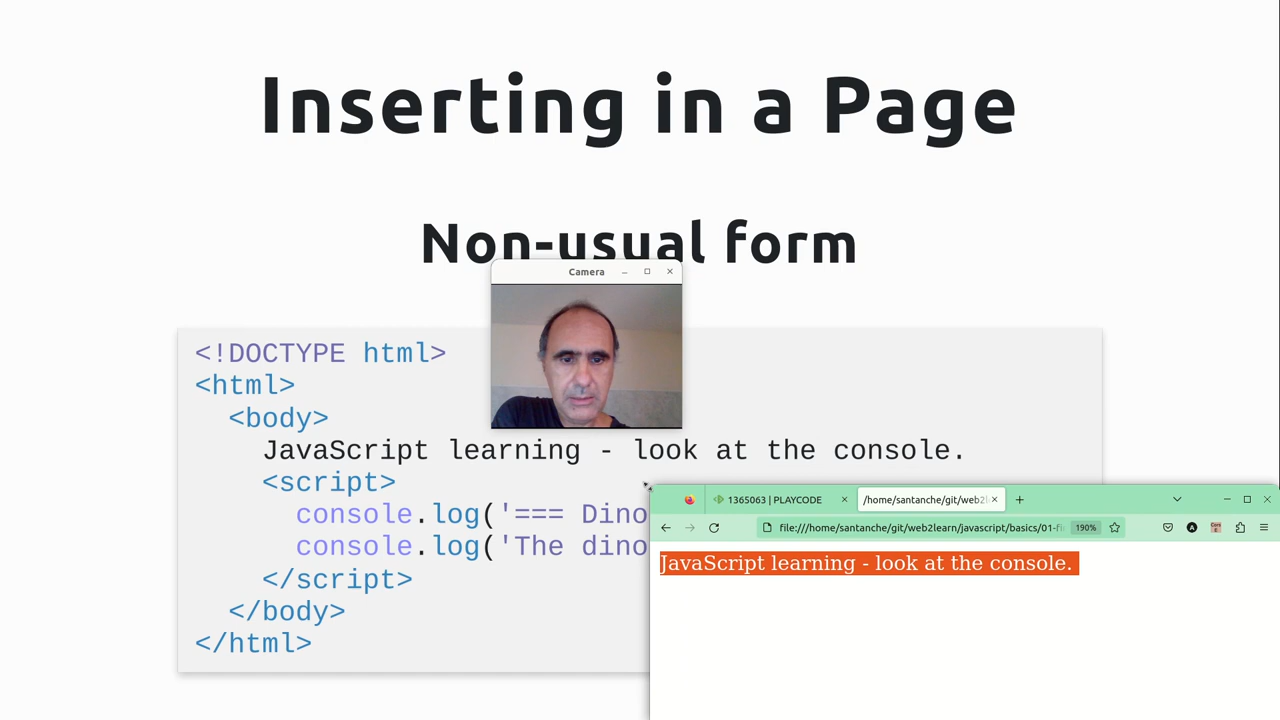 Inserting in a Page
Non-usual form
Camera
<!DOCTYPE html>
<html>
<body>
JavaScript learning - look at the console.
<script>
console.log('=== Dino
console.log('The dino
</script>
</body>
</html>
1365063 | PLAYCODE
/home/santanche/git/web2l
file:///home/santanche/git/web2learn/javascript/basics/01-fi
190%
JavaScript learning - look at the console.